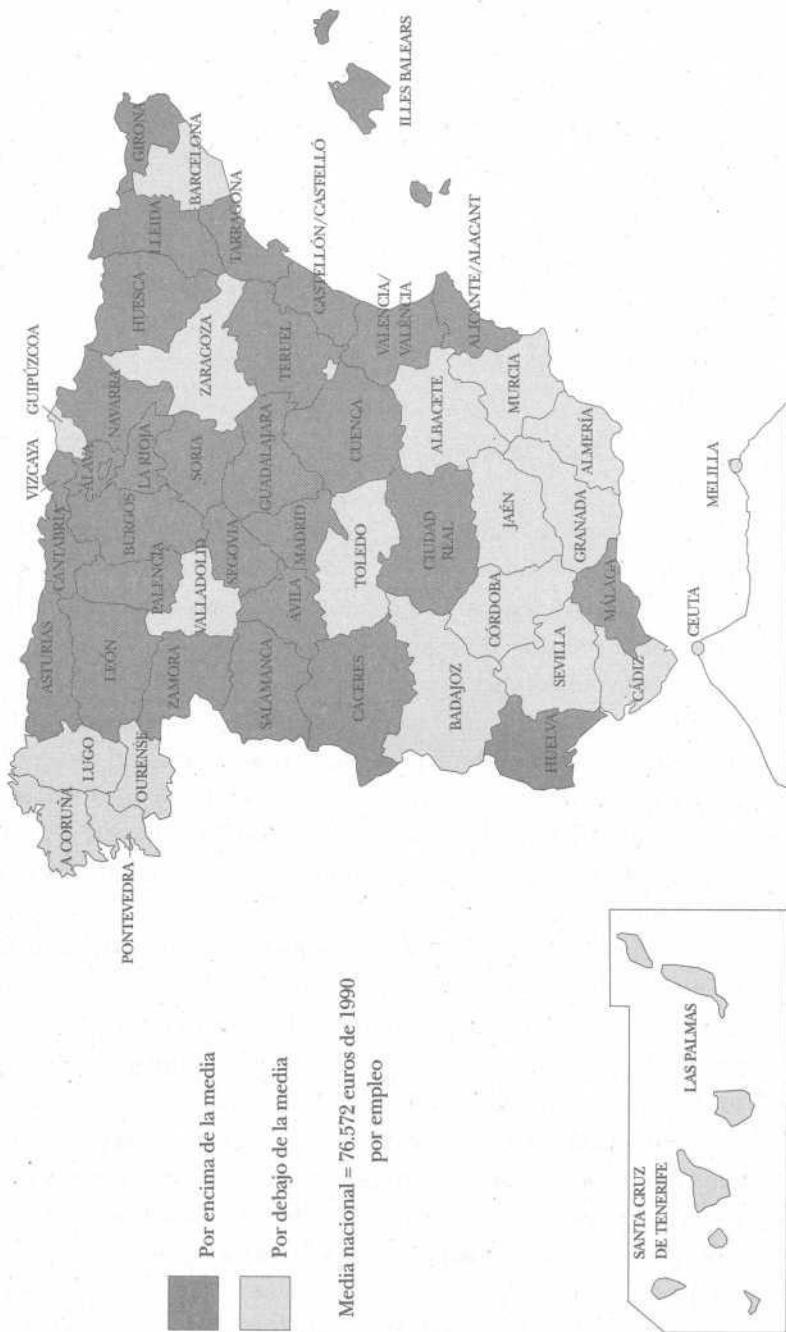 Por encima de la media
Por debajo de la media
Media nacional = 76.572 euros de 1990
por empleo
A CORUÑA
LUGO
PONTEVEDRA
OURENSE
ASTURIAS
CANTABRIA
VIZCAYA
GUIPÚZCOA
ÁLAVA
NAVARRA
LA RIOJA
LEÓN
PALENCIA
BURGOS
ZAMORA
VALLADOLID
SORIA
SEGOVIA
SALAMANCA
ÁVILA
MADRID
GUADALAJARA
HUESCA
ZARAGOZA
TERUEL
LLEIDA
GIRONA
BARCELONA
TARRAGONA
CASTELLÓN/CASTELLÓ
VALENCIA/
VALÈNCIA
ALICANTE/ALACANT
ILLES BALEARS
CÁCERES
TOLEDO
CUENCA
BADAJOZ
CIUDAD
REAL
ALBACETE
MURCIA
HUELVA
SEVILLA
CÓRDOBA
JAÉN
GRANADA
ALMERÍA
CÁDIZ
MÁLAGA
CEUTA
MELILLA
SANTA CRUZ
DE TENERIFE
LAS PALMAS